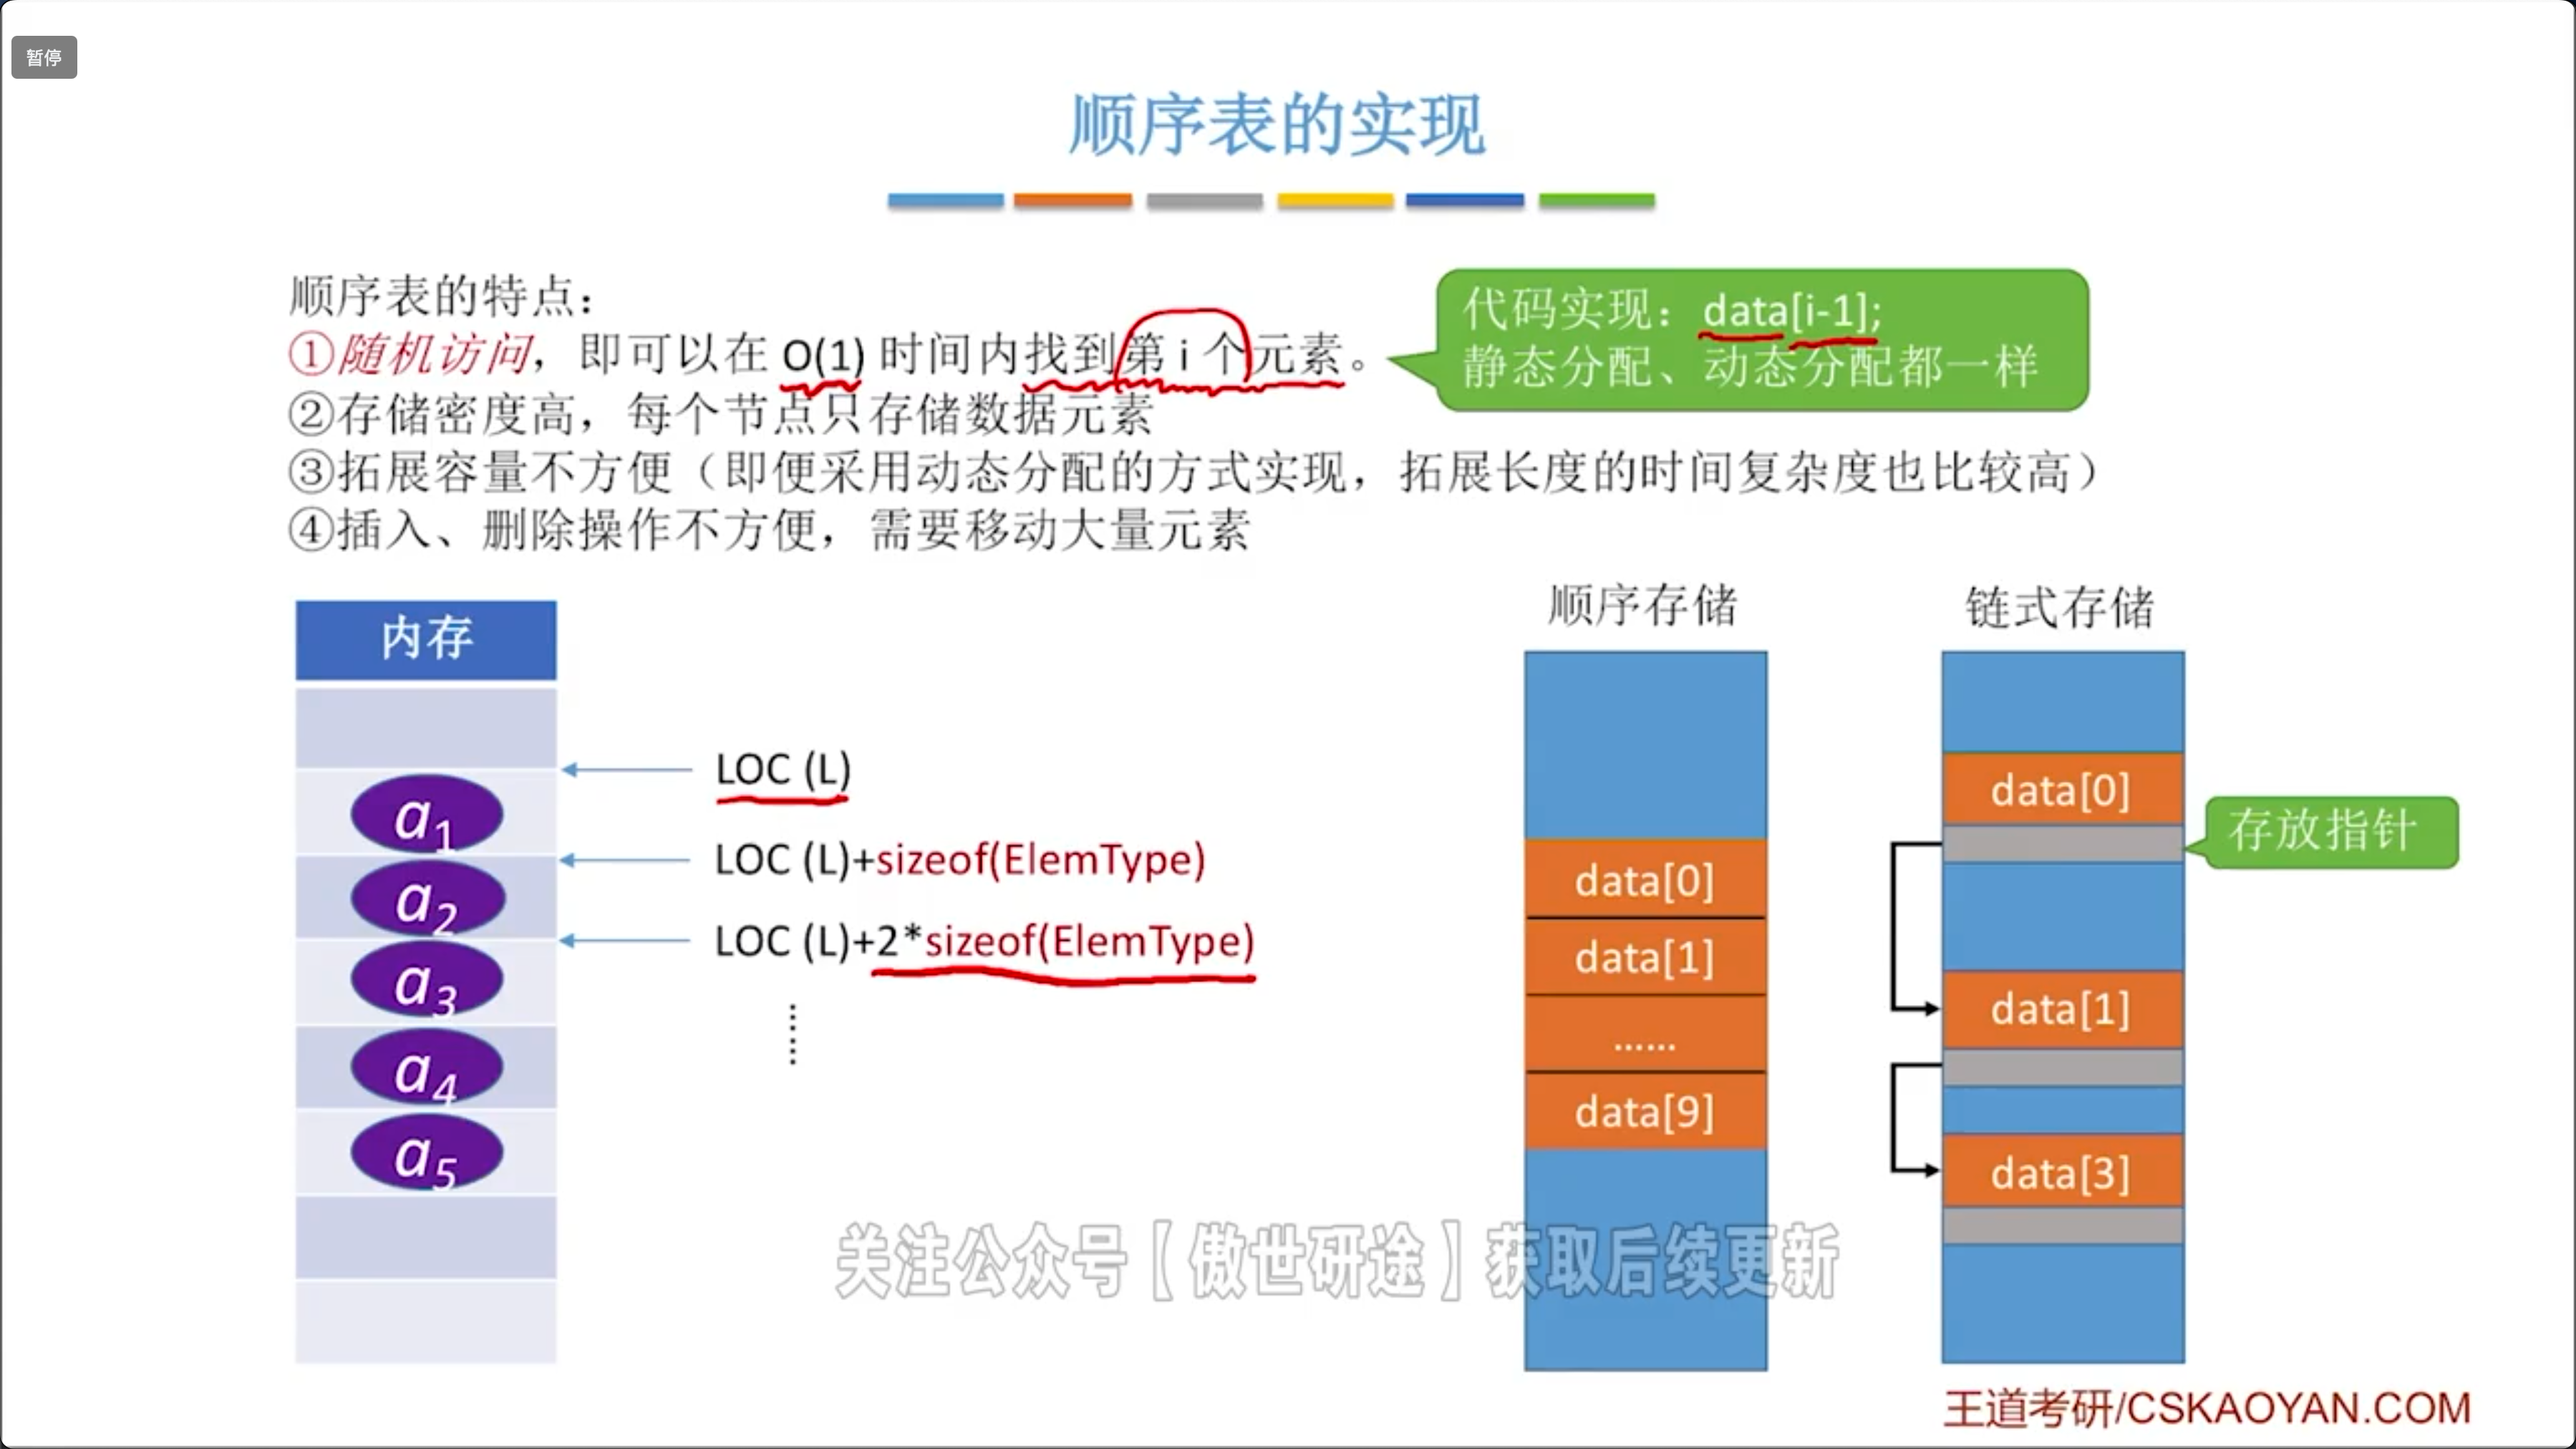 暂停
顺序表的实现
顺序表的特点：
①随机访问，即可以在 O(1) 时间内找到第 i 个元素。
代码实现：data[i-1];
静态分配、动态分配都一样
②存储密度高，每个节点只存储数据元素
③拓展容量不方便（即便采用动态分配的方式实现，拓展长度的时间复杂度也比较高）
④插入、删除操作不方便，需要移动大量元素
内存
a1
a2
a3
a4
a5
LOC (L)
LOC (L)+sizeof(ElemType)
LOC (L)+2*sizeof(ElemType)
……
顺序存储
data[0]
data[1]
……
data[9]
链式存储
data[0]
存放指针
data[1]
data[3]
关注公众号【傲世研途】获取后续更新
王道考研/CSKAOYAN.COM